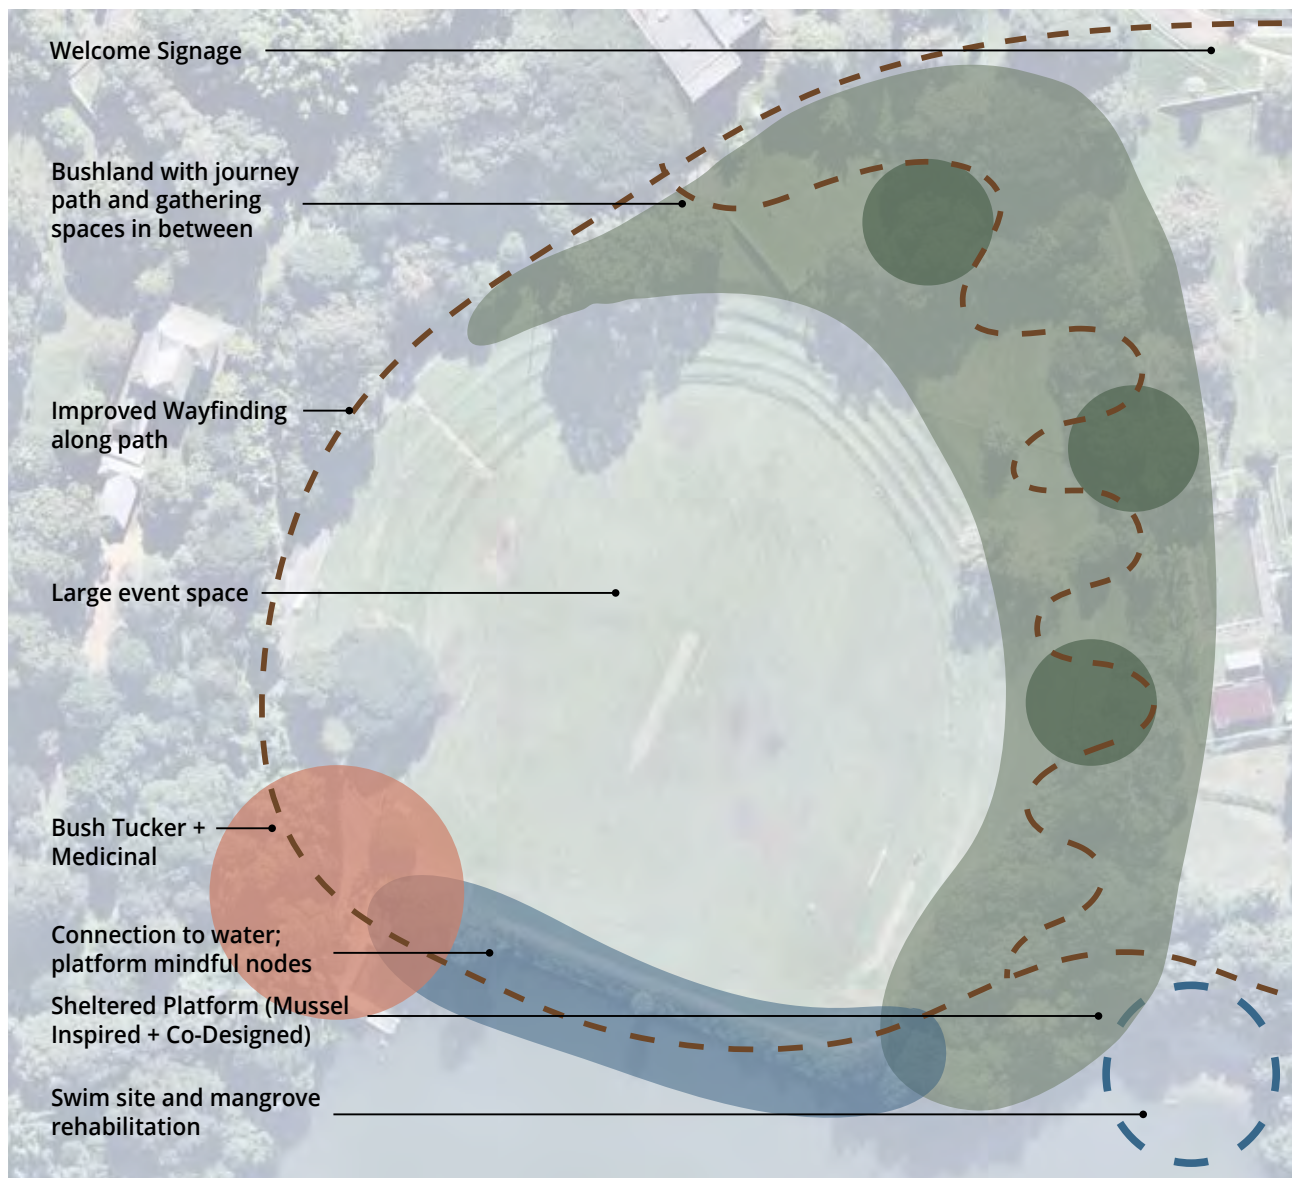 Welcome Signage
Bushland with journey
path and gathering
spaces in between
Improved Wayfinding
along path
Large event space
Bush Tucker +
Medicinal
Connection to water;
platform mindful nodes
Sheltered Platform (Mussel
Inspired + Co-Designed)
Swim site and mangrove
rehabilitation